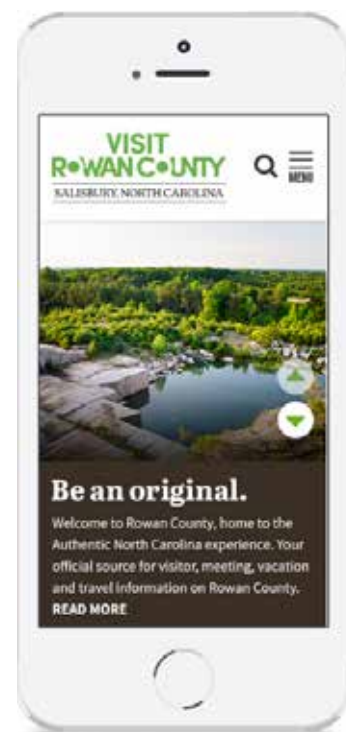 VISIT
ROWAN COUNTY
SALISBURY, NORTH CAROLINA
MENU
Be an original.
Welcome to Rowan County, home to the
Authentic North Carolina experience. Your
official source for visitor, meeting, vacation
and travel information on Rowan County.
READ MORE